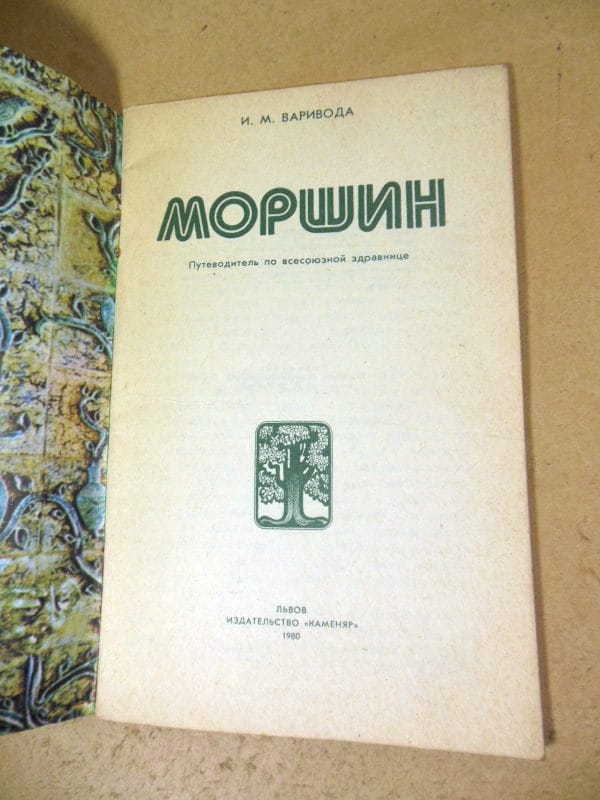 И. М. ВАРИВОДА
МОРШИН
Путеводитель по всесоюзной здравнице
ЛЬВОВ
ИЗДАТЕЛЬСТВО «КАМЕНЯР»
1980